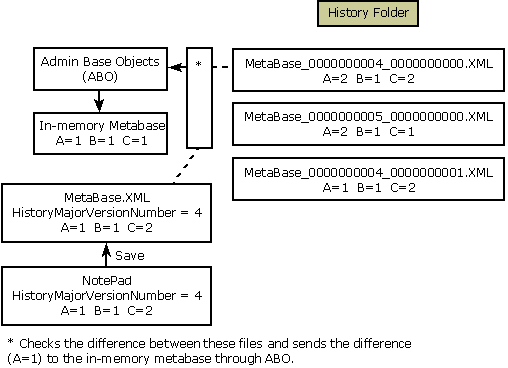 History Folder
Admin Base Objects
(ABO)
*
MetaBase_0000000004_0000000000.XML
A=2 B=1 C=2
In-memory Metabase
A=1 B=1 C=1
MetaBase_0000000005_0000000000.XML
A=2 B=1 C=1
MetaBase_0000000004_0000000001.XML
A=1 B=1 C=2
MetaBase.XML
HistoryMajorVersionNumber = 4
A=1 B=1 C=2
Save
NotePad
HistoryMajorVersionNumber = 4
A=1 B=1 C=2
* Checks the difference between these files and sends the difference
(A=1) to the in-memory metabase through ABO.